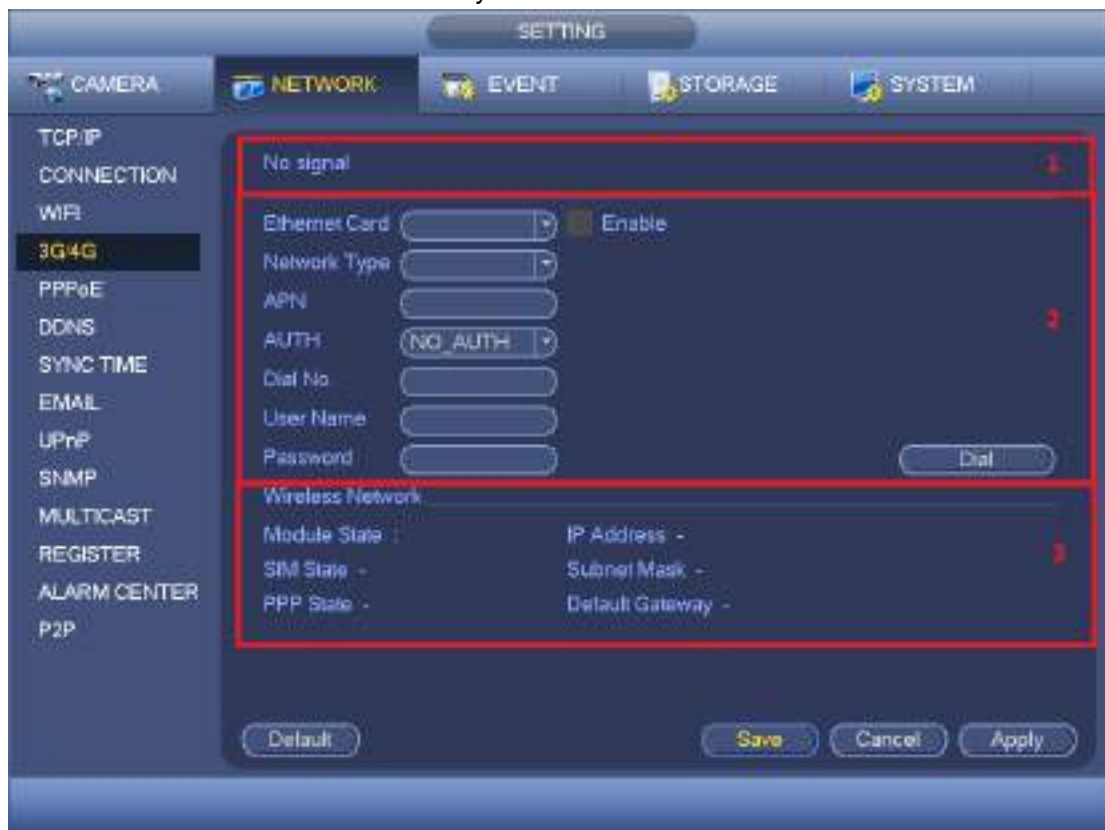 SETTING
CAMERA NETWORK EVENT STORAGE SYSTEM
TCP/IP
CONNECTION
WIFI
3G/4G
PPPoE
DDNS
SYNC TIME
EMAIL
UPnP
SNMP
MULTICAST
REGISTER
ALARM CENTER
P2P
No signal 1
Ethernet Card Enable
Network Type
APN
AUTH NO_AUTH
Dial No.
User Name
Password Dial
2
Wireless Network
Module State : IP Address -
SIM State - Subnet Mask -
PPP State - Default Gateway -
3
Default Save Cancel Apply